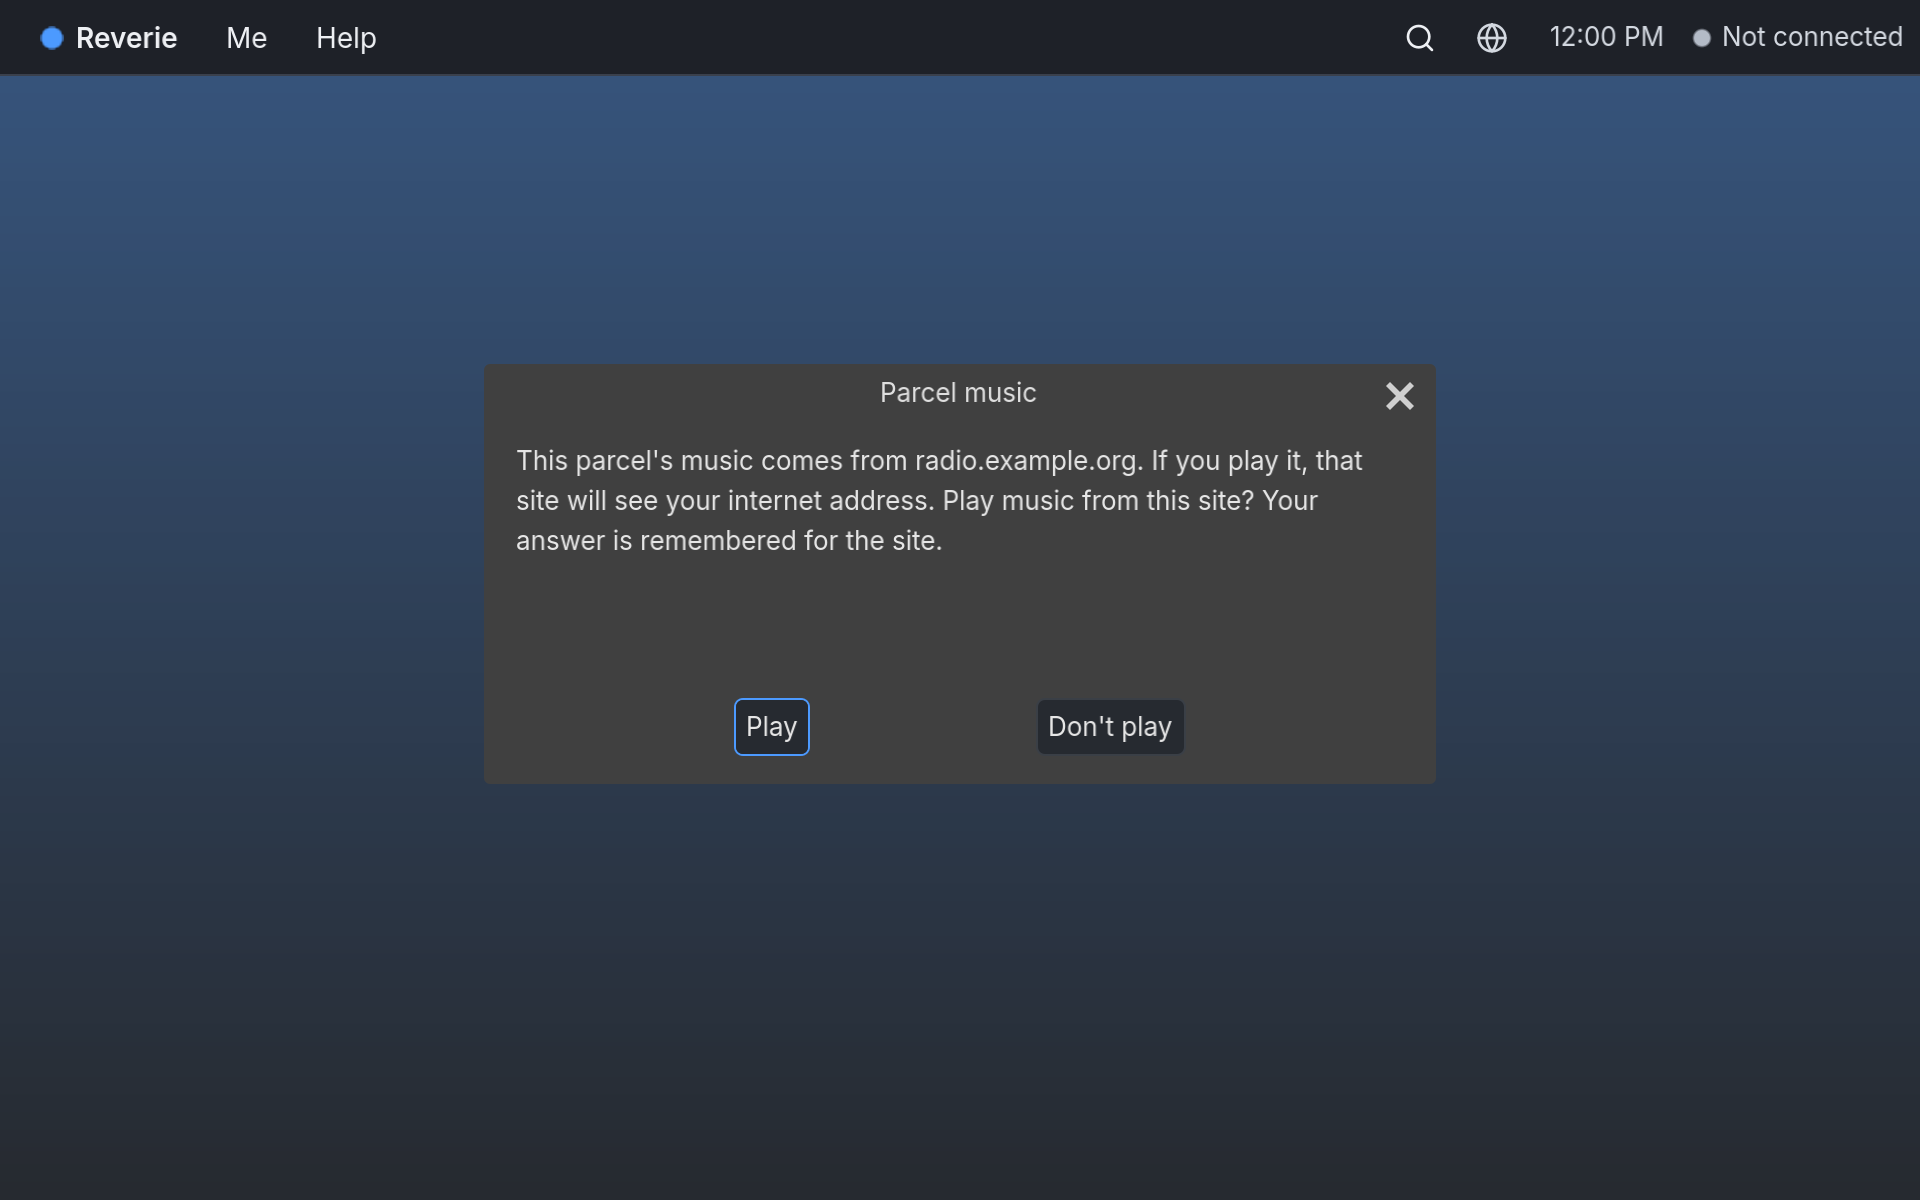 Reverie Me Help 12:00 PM Not connected
Parcel music
This parcel's music comes from radio.example.org. If you play it, that
site will see your internet address. Play music from this site? Your
answer is remembered for the site.
Play Don't play